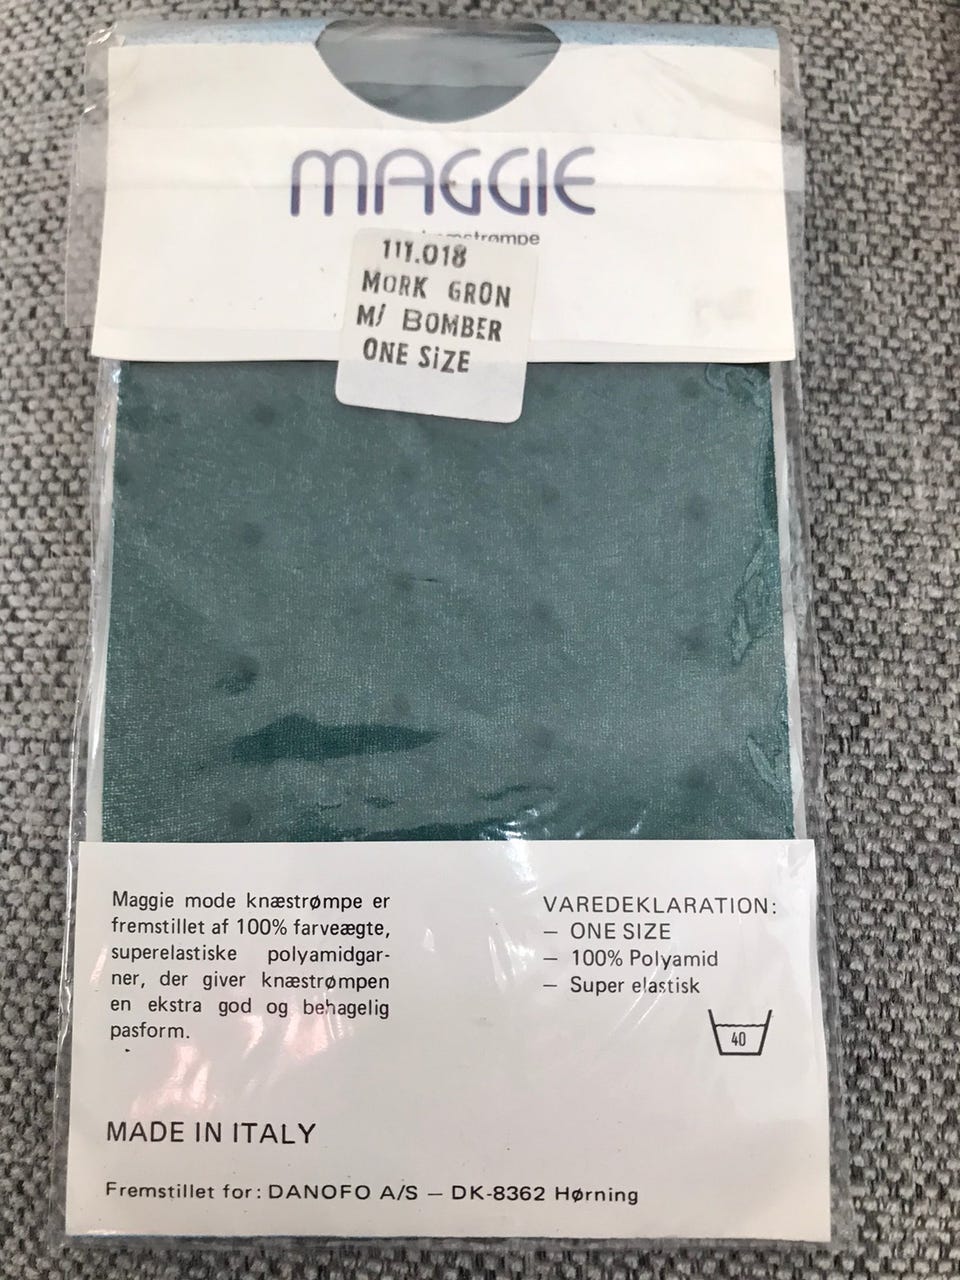 MAGGIE
111.018
MORK GRON
M/ BOMBER
ONE SiZE
Maggie mode knæstrømpe er
fremstillet af 100% farveægte,
superelastiske polyamidgar-
ner, der giver knæstrømpen
en ekstra god og behagelig
pasform.
VAREDEKLARATION:
— ONE SIZE
— 100% Polyamid
— Super elastisk
40
MADE IN ITALY
Fremstillet for: DANOFO A/S — DK-8362 Hørning